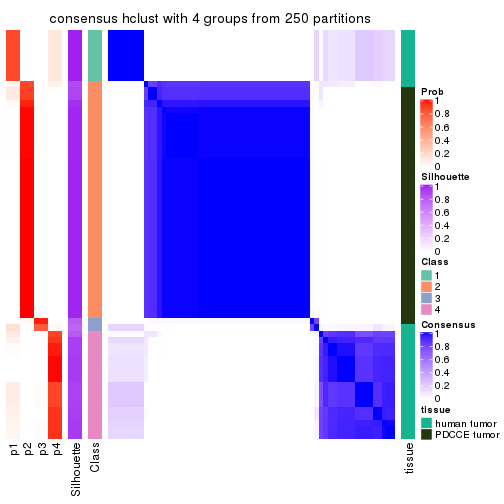 consensus hclust with 4 groups from 250 partitions
Prob
1
0.8
0.6
0.4
0.2
0
Silhouette
1
0.8
0.6
0.4
0.2
0
Class
1
2
3
4
Consensus
1
0.8
0.6
0.4
0.2
0
tissue
human tumor
PDCCE tumor
p1
p2
p3
p4
Silhouette
Class
tissue